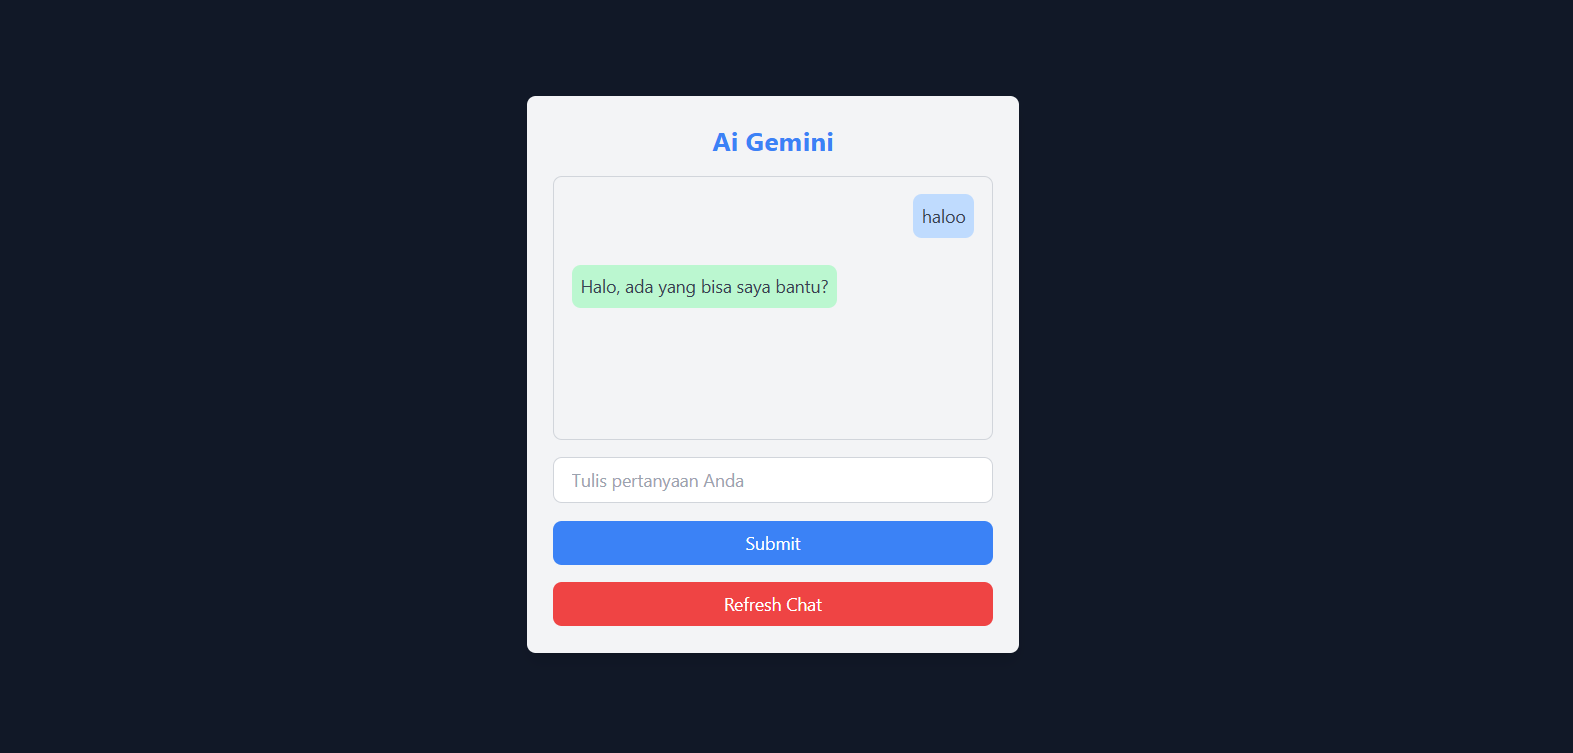 Ai Gemini
haloo
Halo, ada yang bisa saya bantu?
Tulis pertanyaan Anda
Submit
Refresh Chat